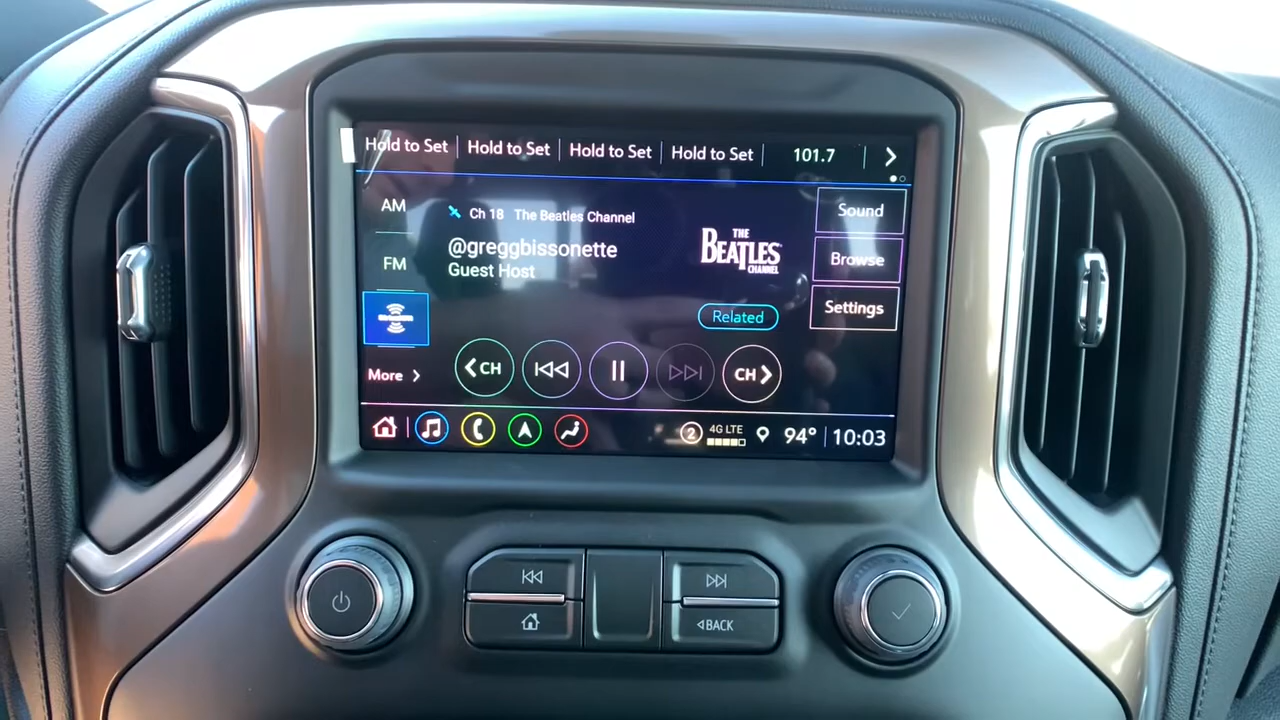 Hold to Set Hold to Set Hold to Set Hold to Set 101.7
AM
Ch 18 The Beatles Channel
Sound
@greggbissonette
THE
BEATLES
CHANNEL
FM
Guest Host
Browse
Settings
Related
More
CH
CH
2 4G LTE 94° 10:03
BACK